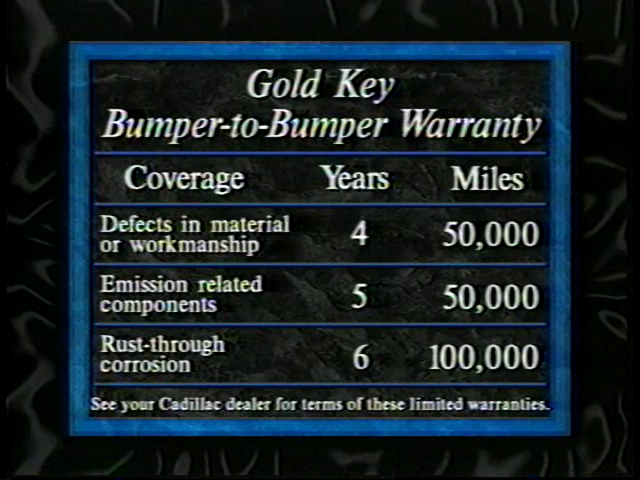 Gold Key
Bumper-to-Bumper Warranty
Coverage Years Miles
Defects in material
or workmanship 4 50,000
Emission related
components 5 50,000
Rust-through
corrosion 6 100,000
See your Cadillac dealer for terms of these limited warranties.